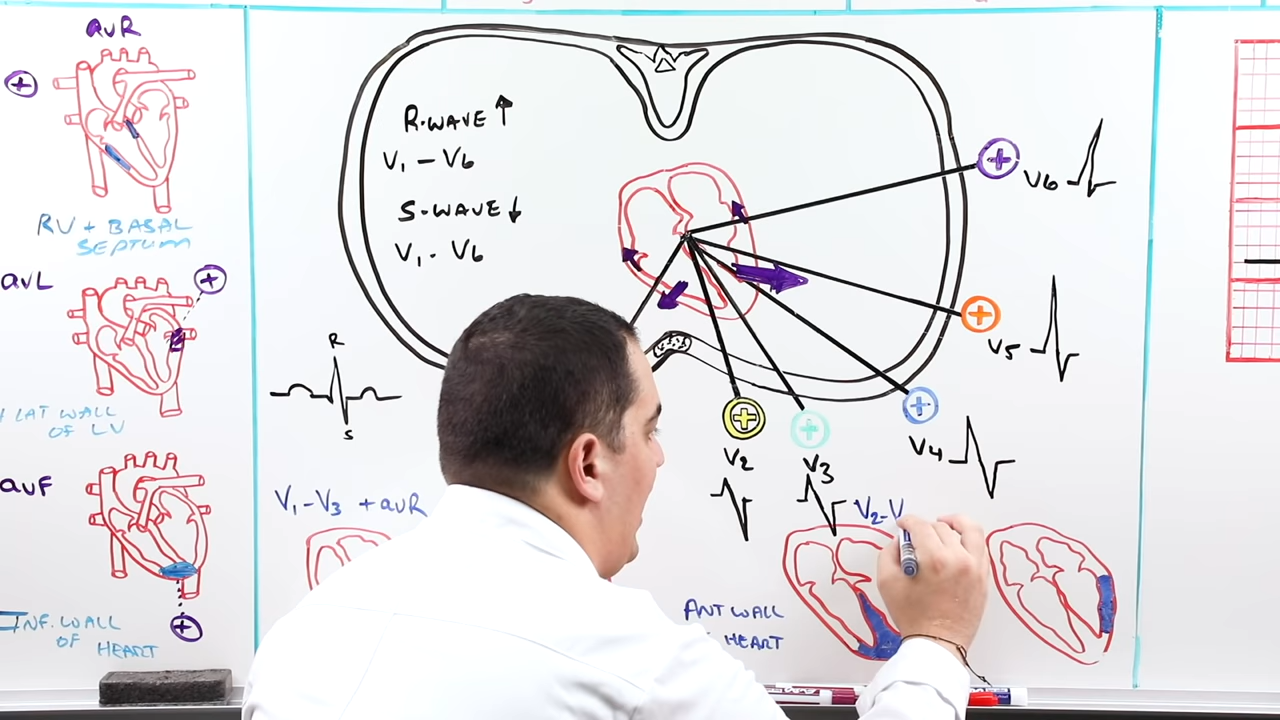 avR
+
RV + BASAL
SEPTUM
avL
+
LAT WALL
OF LV
avF
INF. WALL
OF HEART
+
R-WAVE ↑
V1 - V6
S-WAVE ↓
V1 - V6
R
S
V1-V3 + avR
+
V6
+
V5
+
V4
+
V3
+
V2
V2-V
ANT WALL
HEART